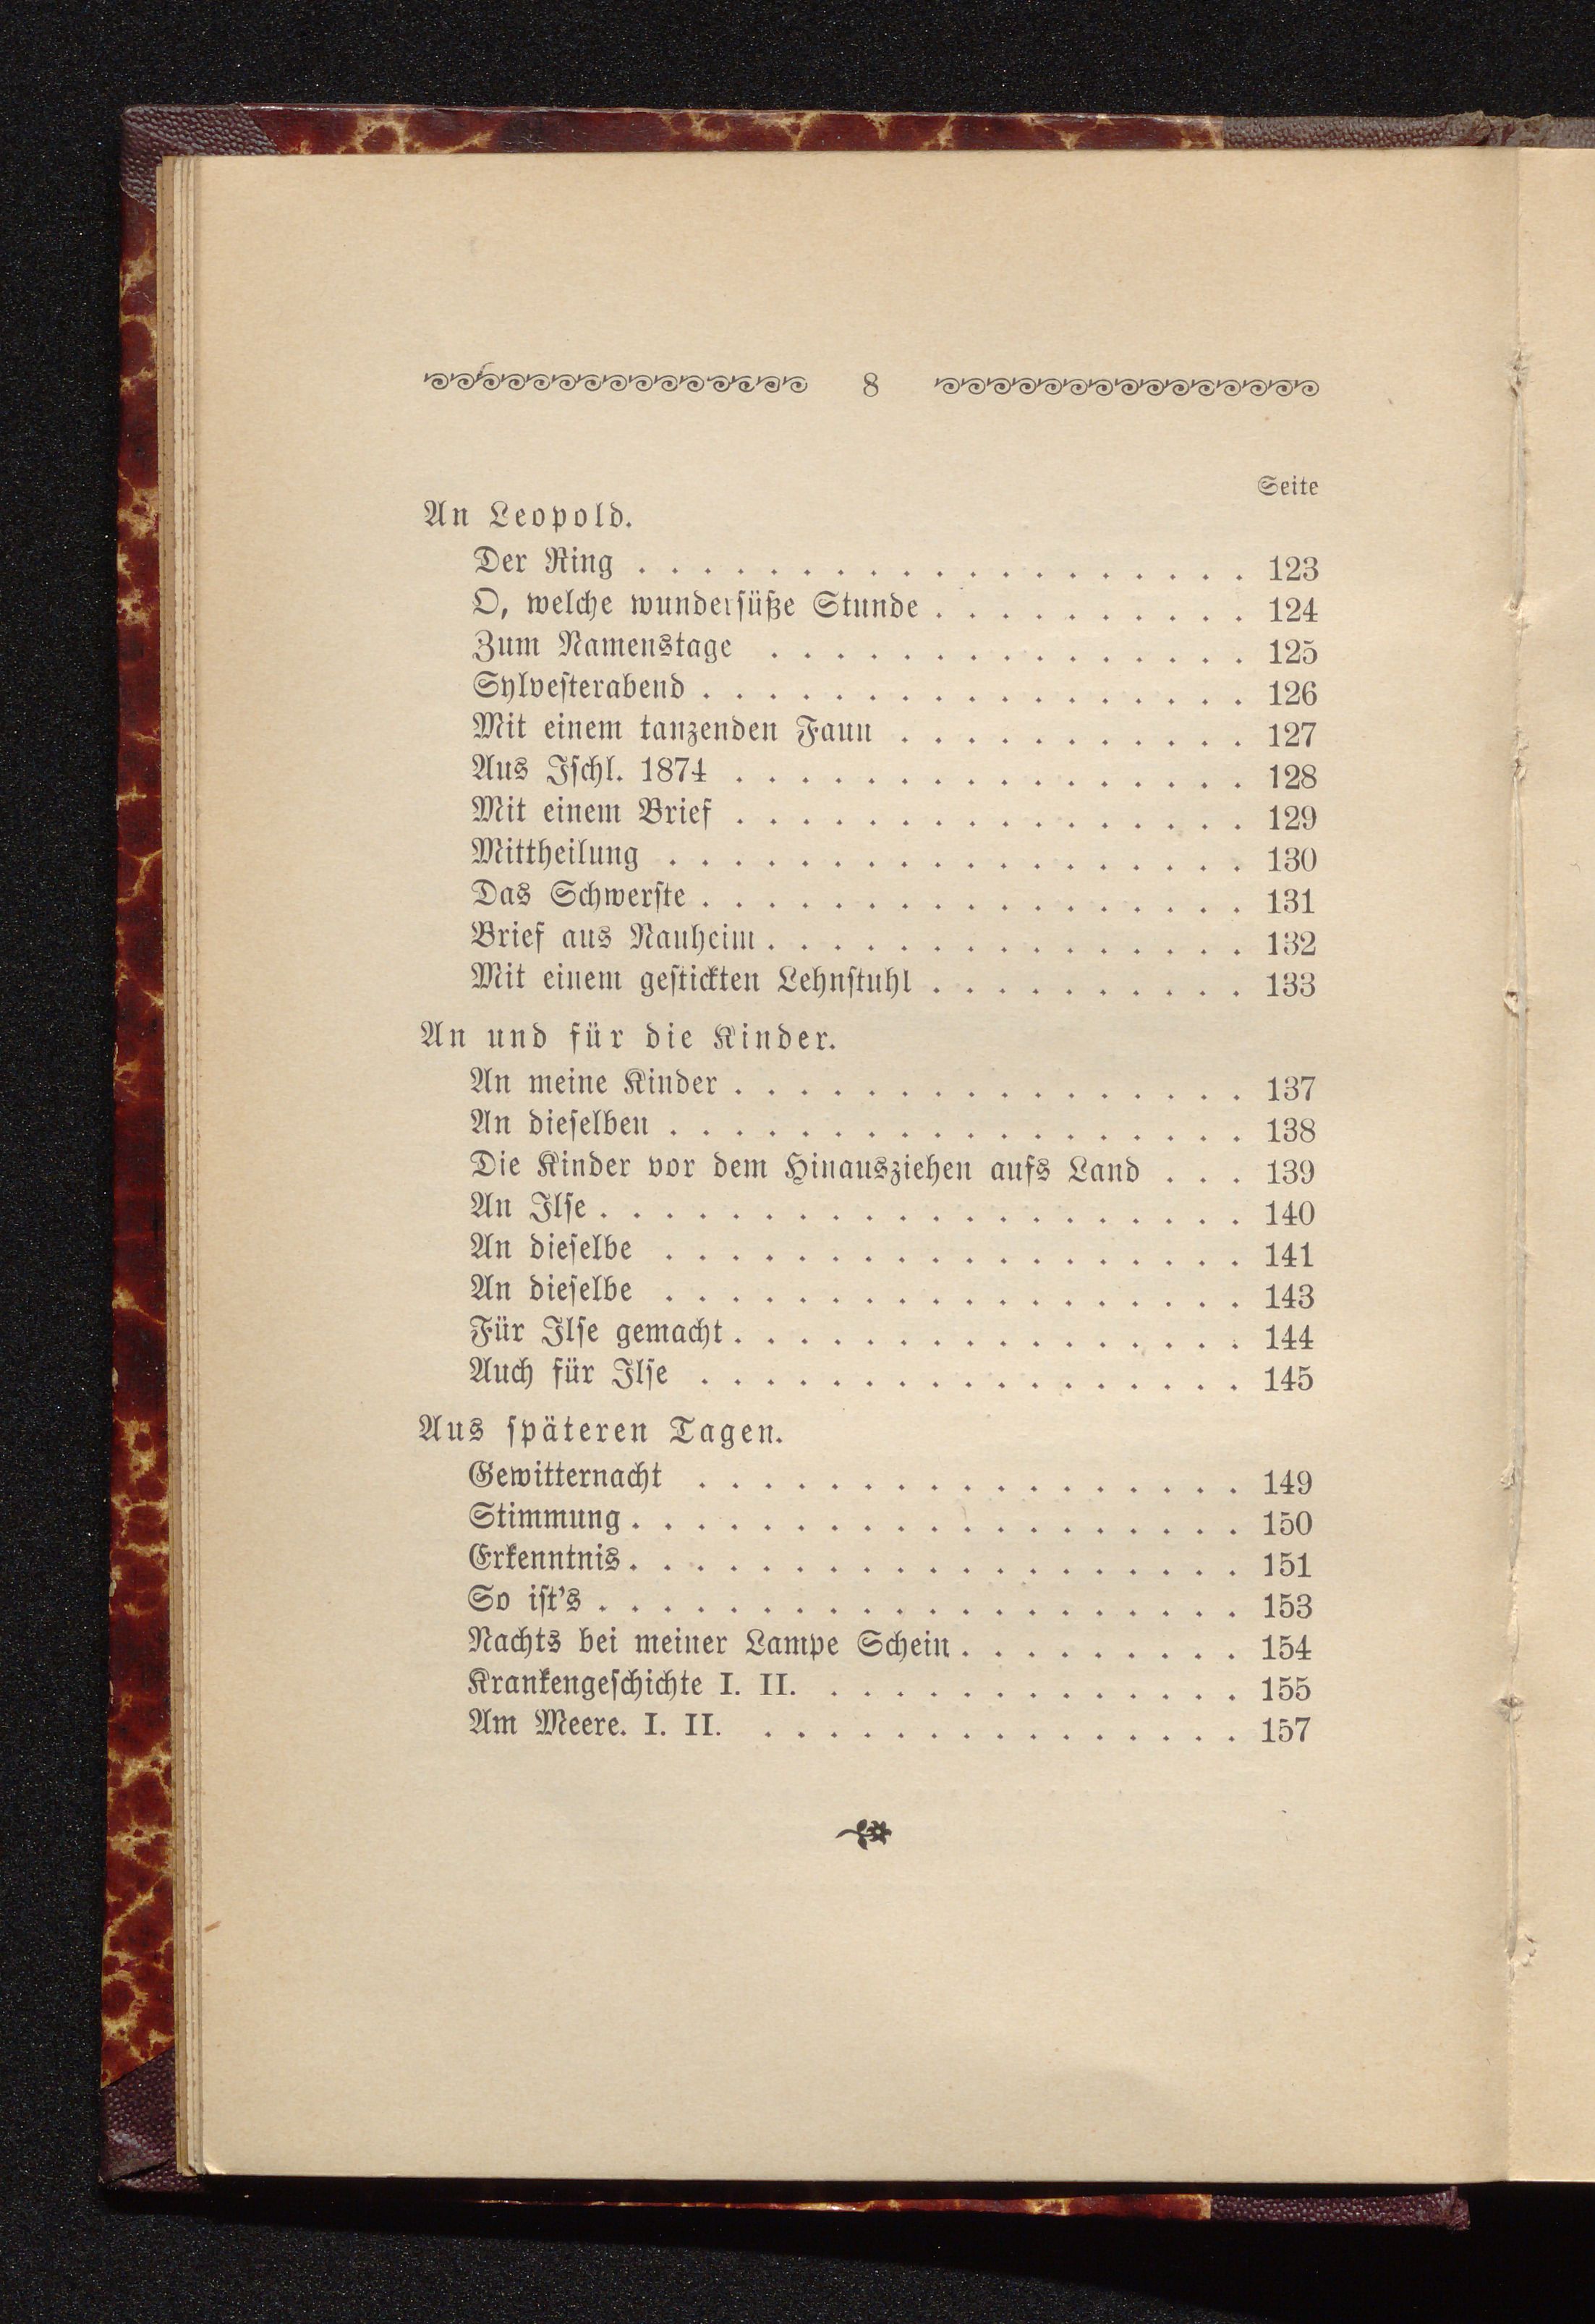 8
Seite
An Leopold.
Der Ring . . . . . . . . . . . . . . . . . . . 123
O, welche wundersüße Stunde . . . . . . . . . . 124
Zum Namenstage . . . . . . . . . . . . . . . 125
Sylvesterabend . . . . . . . . . . . . . . . . . 126
Mit einem tanzenden Faun . . . . . . . . . . . 127
Aus Ischl. 1874 . . . . . . . . . . . . . . . . 128
Mit einem Brief . . . . . . . . . . . . . . . . 129
Mittheilung . . . . . . . . . . . . . . . . . . 130
Das Schwerste . . . . . . . . . . . . . . . . . 131
Brief aus Nauheim . . . . . . . . . . . . . . . 132
Mit einem gestickten Lehnstuhl . . . . . . . . . . 133
An und für die Kinder.
An meine Kinder . . . . . . . . . . . . . . . . 137
An dieselben . . . . . . . . . . . . . . . . . . 138
Die Kinder vor dem Hinausziehen aufs Land . . . 139
An Ilse . . . . . . . . . . . . . . . . . . . . 140
An dieselbe . . . . . . . . . . . . . . . . . . 141
An dieselbe . . . . . . . . . . . . . . . . . . 143
Für Ilse gemacht . . . . . . . . . . . . . . . . 144
Auch für Ilse . . . . . . . . . . . . . . . . . 145
Aus späteren Tagen.
Gewitternacht . . . . . . . . . . . . . . . . . 149
Stimmung . . . . . . . . . . . . . . . . . . . 150
Erkenntnis . . . . . . . . . . . . . . . . . . . 151
So ist's . . . . . . . . . . . . . . . . . . . . 153
Nachts bei meiner Lampe Schein . . . . . . . . . 154
Krankengeschichte I. II. . . . . . . . . . . . . . 155
Am Meere. I. II. . . . . . . . . . . . . . . . 157